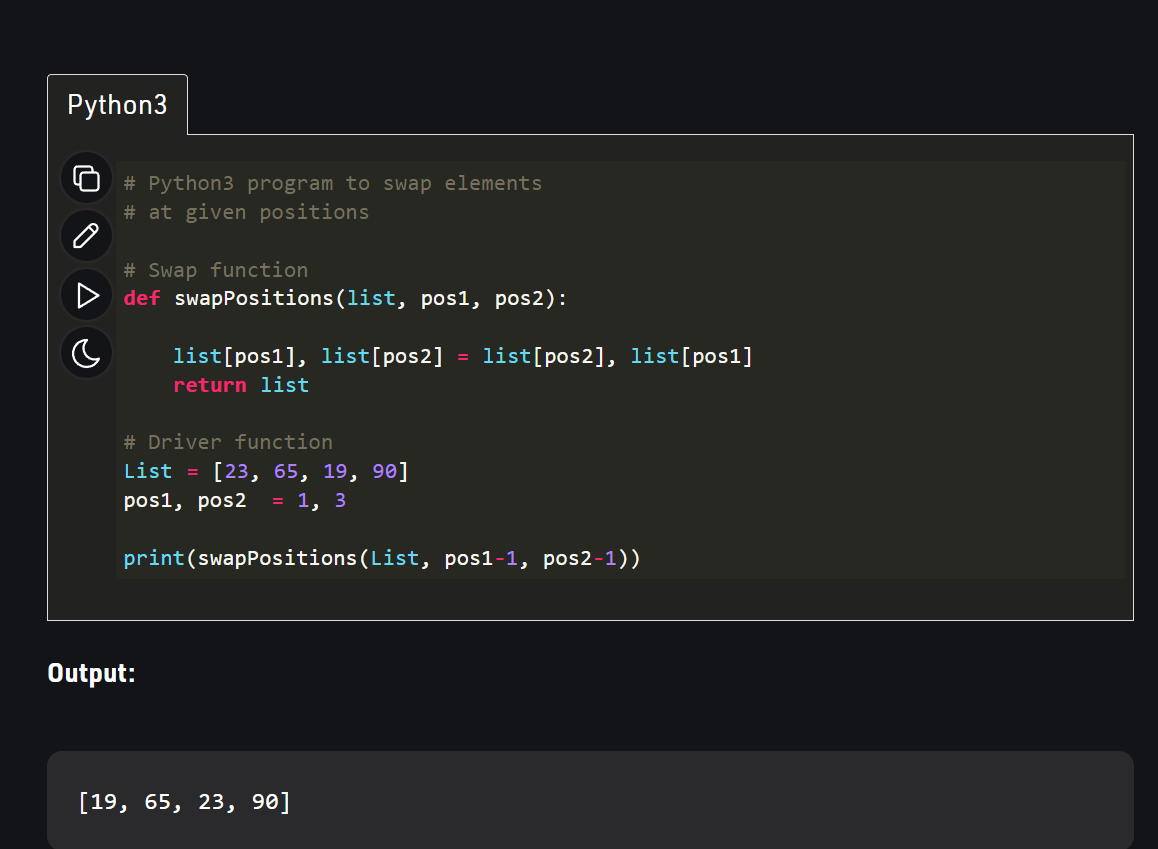 Python3
# Python3 program to swap elements
# at given positions
# Swap function
def swapPositions(list, pos1, pos2):
    list[pos1], list[pos2] = list[pos2], list[pos1]
    return list
# Driver function
List = [23, 65, 19, 90]
pos1, pos2  = 1, 3
print(swapPositions(List, pos1-1, pos2-1))
Output:
[19, 65, 23, 90]